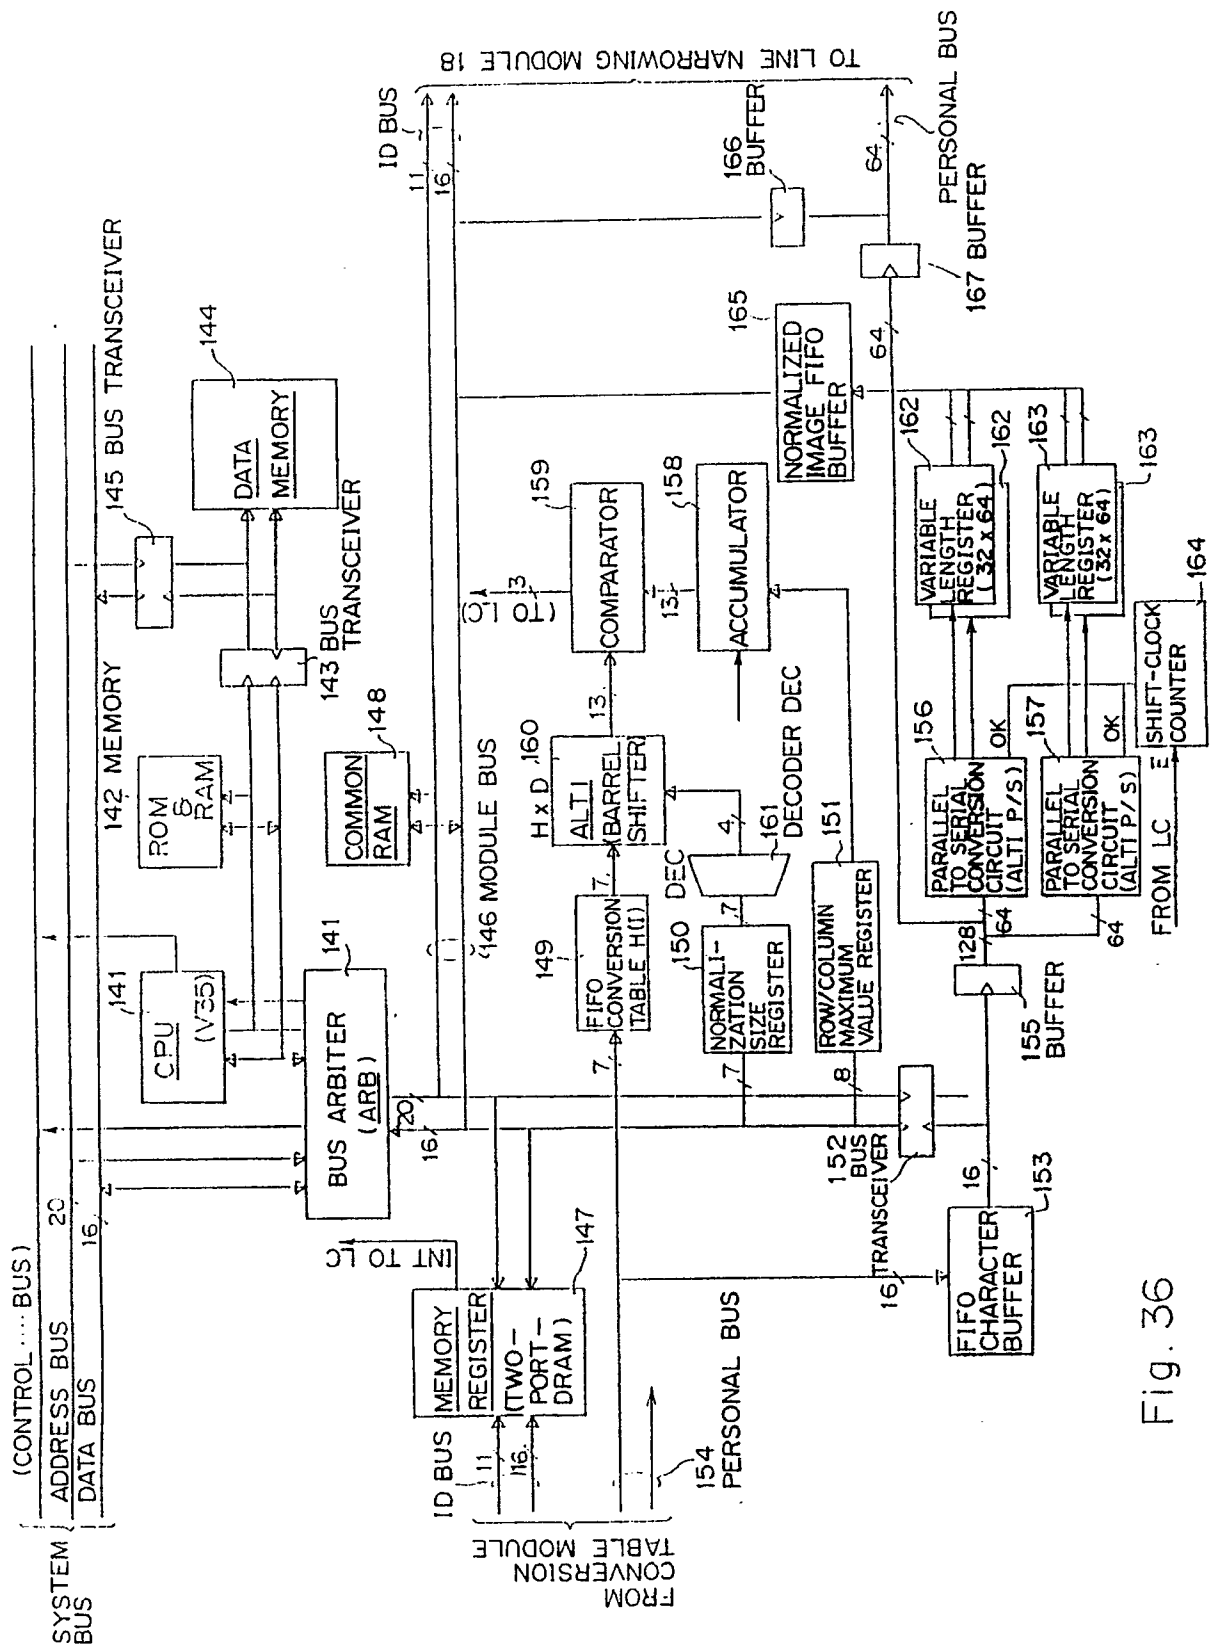 (CONTROL ····· BUS)
SYSTEM
BUS
ADDRESS BUS
DATA BUS
20
16
141
CPU
(V35)
142 MEMORY
ROM
&
RAM
143 BUS
TRANSCEIVER
145 BUS TRANSCEIVER
144
DATA
MEMORY
141
BUS ARBITER
(ARB)
20
16
148
COMMON
RAM
146 MODULE BUS
ID BUS
11
16
TO LINE NARROWING MODULE 18
INT TO LC
147
MEMORY
REGISTER
(TWO-
PORT-
DRAM)
ID BUS
11
16
FROM
CONVERSION
TABLE MODULE
154
PERSONAL BUS
7
149
FIFO
CONVERSION
TABLE H(I)
7
H x D
160
ALTI
(BARREL
SHIFTER)
13
159
COMPARATOR
13
(TO LC)
13
158
ACCUMULATOR
150
NORMALI-
ZATION
SIZE
REGISTER
7
7
DEC
161
4
DECODER DEC
151
ROW/COLUMN
MAXIMUM
VALUE REGISTER
8
152
BUS
TRANSCEIVER
16
153
FIFO
CHARACTER
BUFFER
16
155
BUFFER
128
64
64
156
PARALLEL
TO SERIAL
CONVERSION
CIRCUIT
(ALTI P/S)
OK
157
PARALLEL
TO SERIAL
CONVERSION
CIRCUIT
(ALTI P/S)
OK
FROM LC
SHIFT-CLOCK
COUNTER
164
162
VARIABLE
LENGTH
REGISTER
(32 x 64)
162
163
VARIABLE
LENGTH
REGISTER
(32 x 64)
163
165
NORMALIZED
IMAGE FIFO
BUFFER
64
166
BUFFER
167 BUFFER
64
PERSONAL BUS
Fig. 36